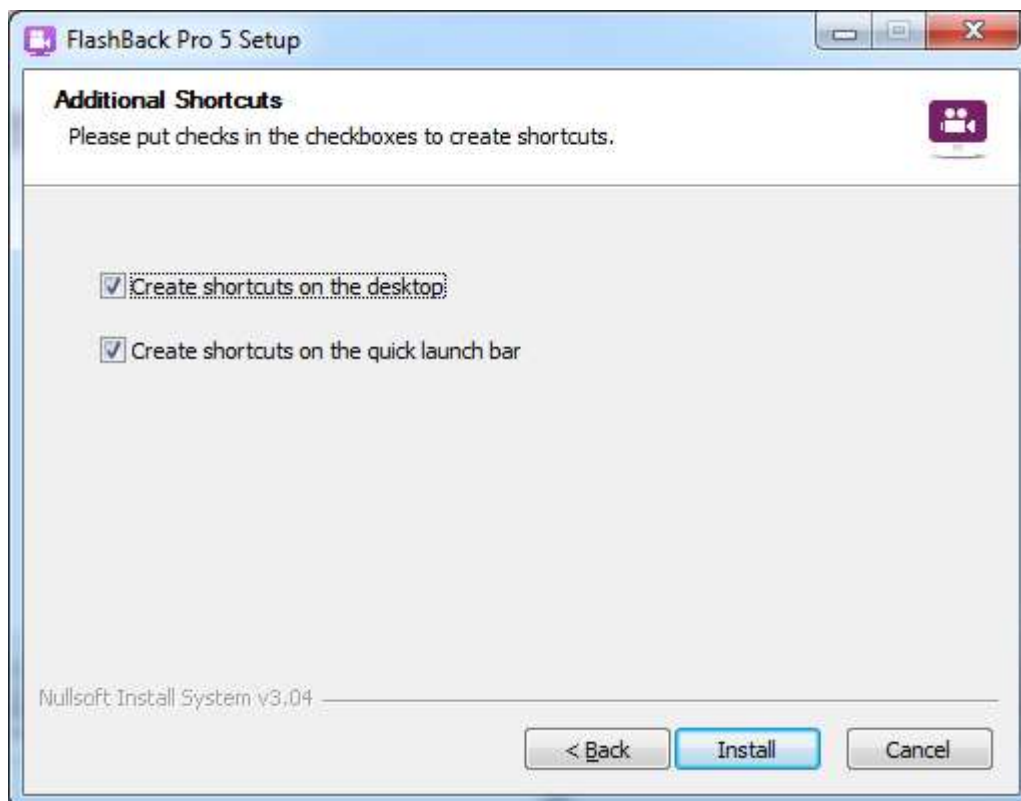 FlashBack Pro 5 Setup
Additional Shortcuts
Please put checks in the checkboxes to create shortcuts.
Create shortcuts on the desktop
Create shortcuts on the quick launch bar
Nullsoft Install System v3.04
< Back Install Cancel